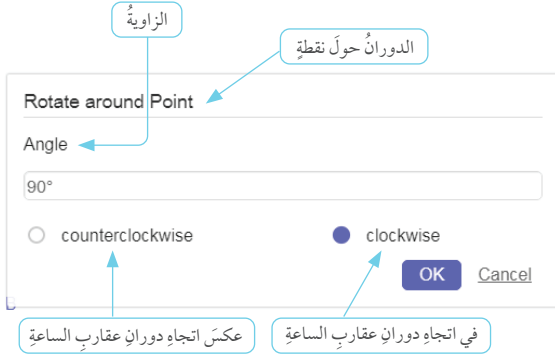 الزاويةُ
الدورانُ حولَ نقطةٍ
Rotate around Point
Angle
90°
counterclockwise
clockwise
OK
Cancel
عكسَ اتجاهِ دورانِ عقاربِ الساعةِ
في اتجاهِ دورانِ عقاربِ الساعةِ